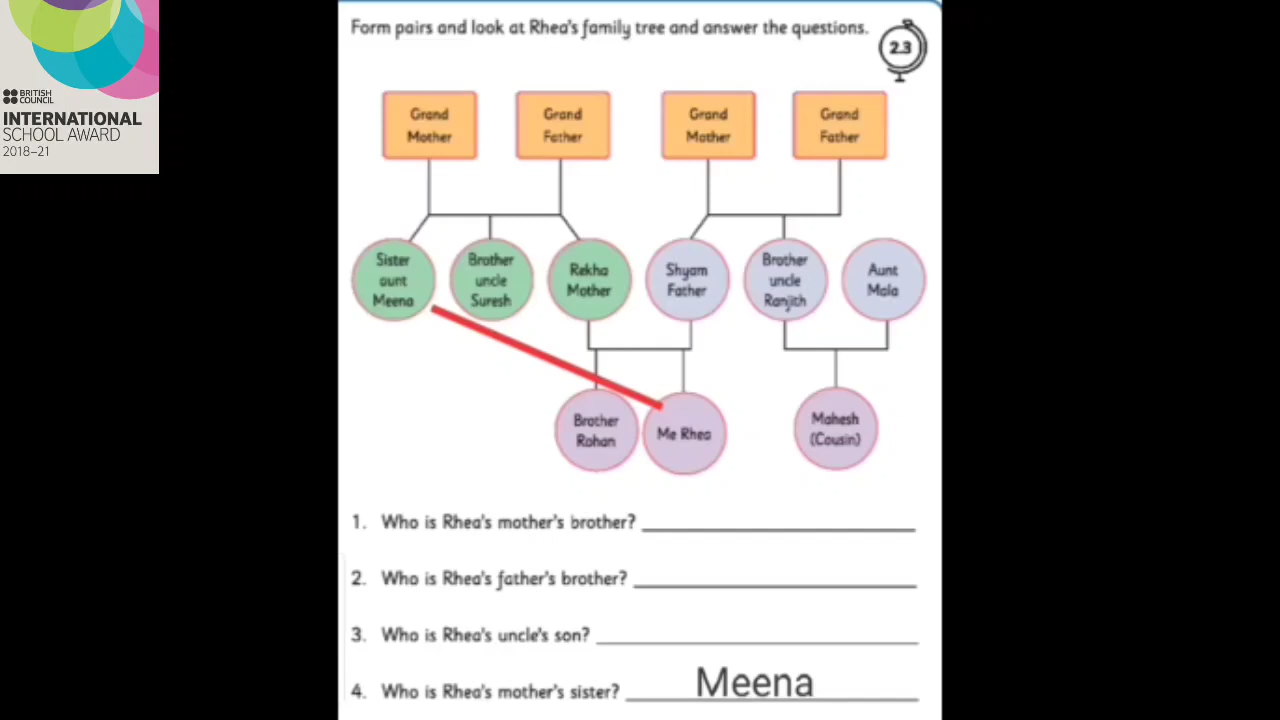 BRITISH
COUNCIL
INTERNATIONAL
SCHOOL AWARD
2018–21
Form pairs and look at Rhea's family tree and answer the questions.
2.3
Grand
Mother
Grand
Father
Grand
Mother
Grand
Father
Sister
aunt
Meena
Brother
uncle
Suresh
Rekha
Mother
Shyam
Father
Brother
uncle
Ranjith
Aunt
Mala
Brother
Rohan
Me Rhea
Mahesh
(Cousin)
1. Who is Rhea's mother's brother?
2. Who is Rhea's father's brother?
3. Who is Rhea's uncle's son?
4. Who is Rhea's mother's sister? Meena